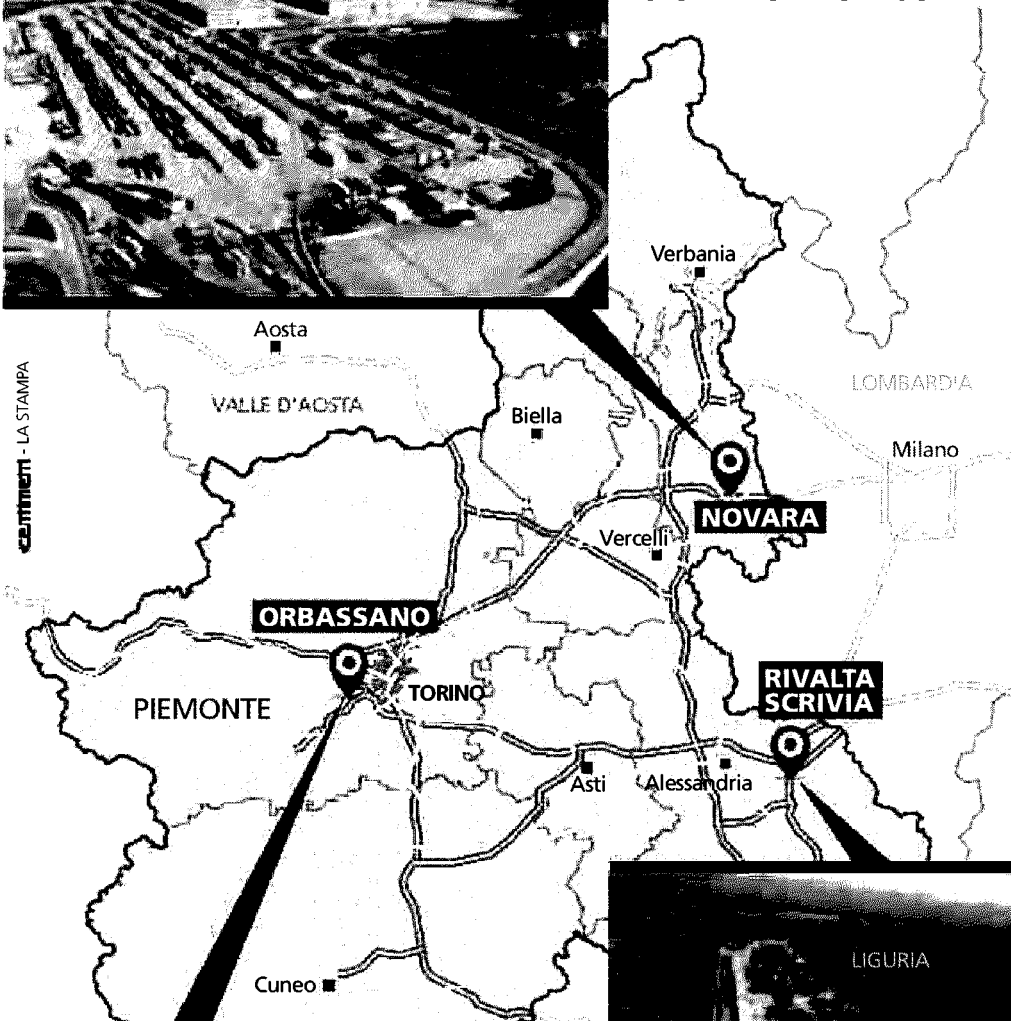 Verbania
Aosta
LOMBARDIA
VALLE D'AOSTA
Biella
Milano
centimetri - LA STAMPA
NOVARA
Vercelli
ORBASSANO
RIVALTA
SCRIVIA
TORINO
PIEMONTE
Asti
Alessandria
LIGURIA
Cuneo